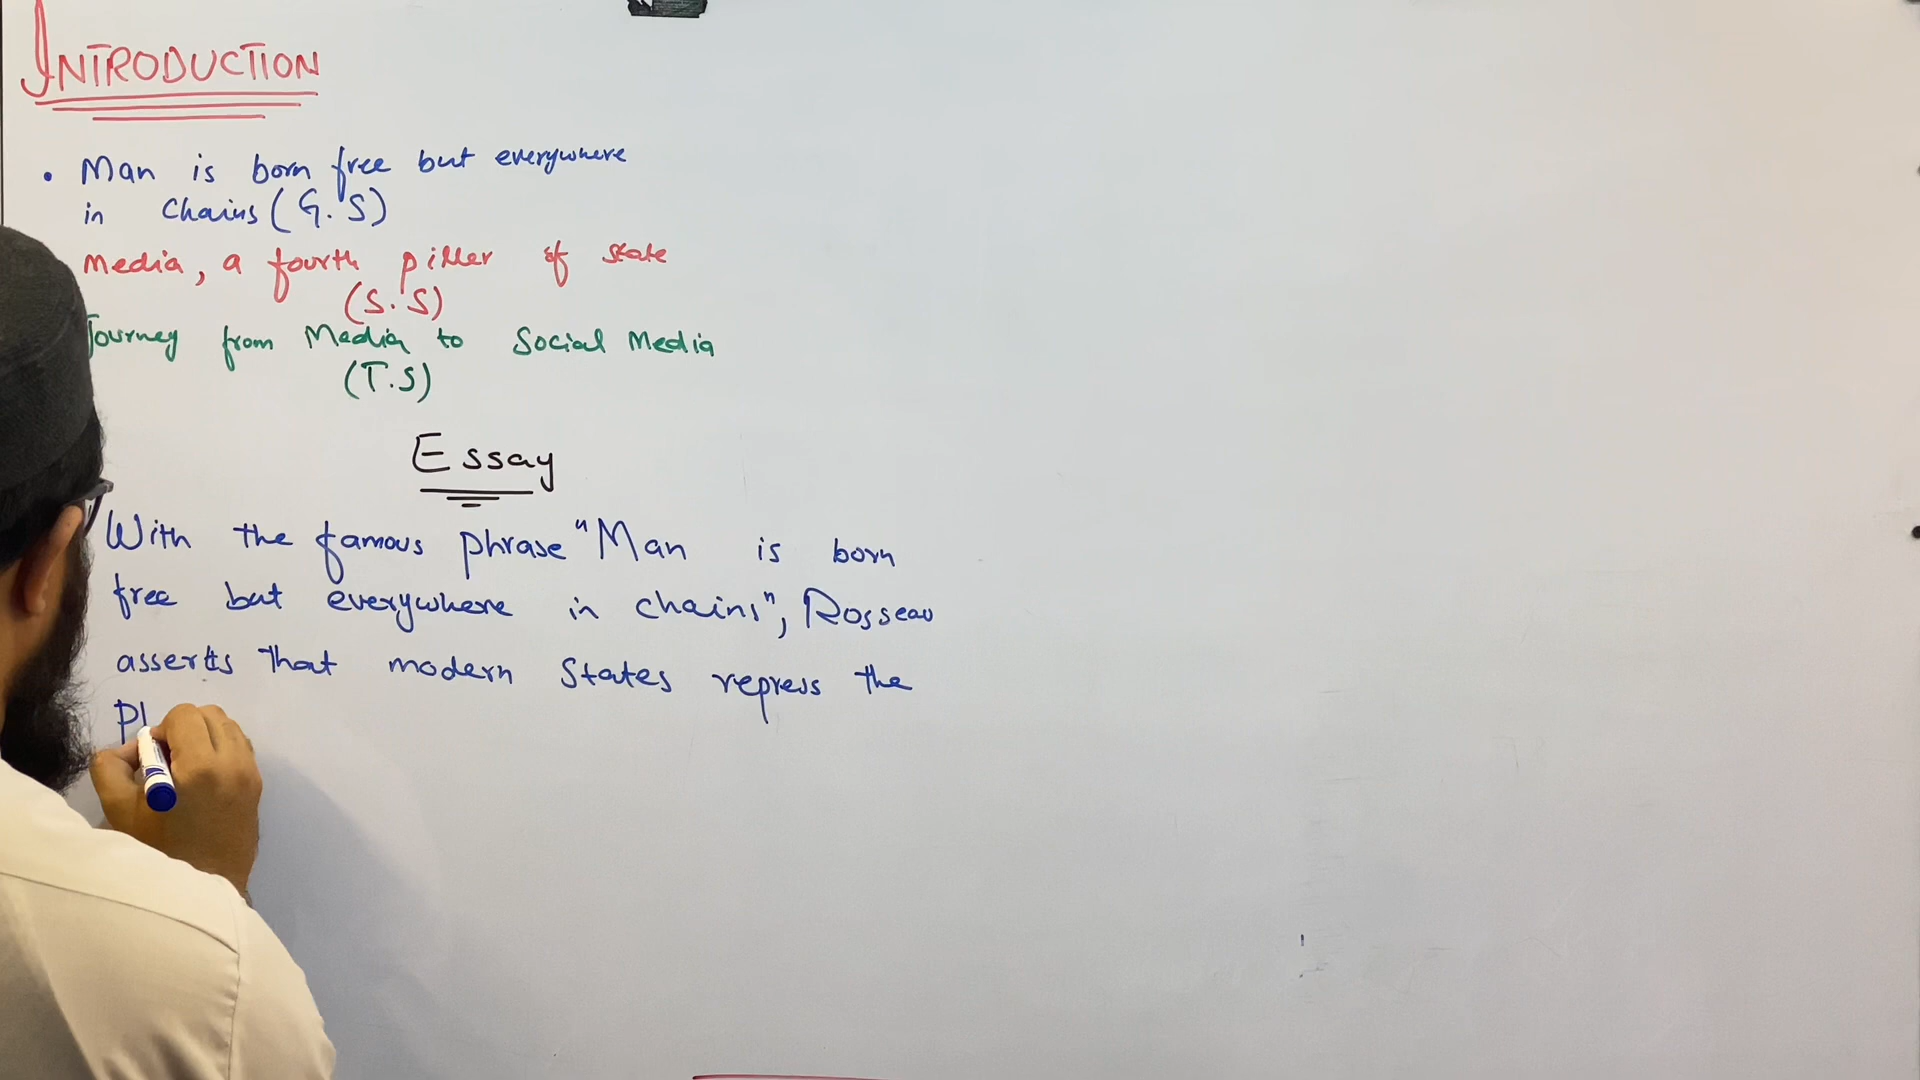 INTRODUCTION
• Man is born free but everywhere
in Chains (G.S)
Media, a fourth piller of state
(S.S)
Journey from Media to Social Media
(T.S)
Essay
With the famous phrase "Man is born
free but everywhere in chains", Rosseau
asserts that modern States repress the